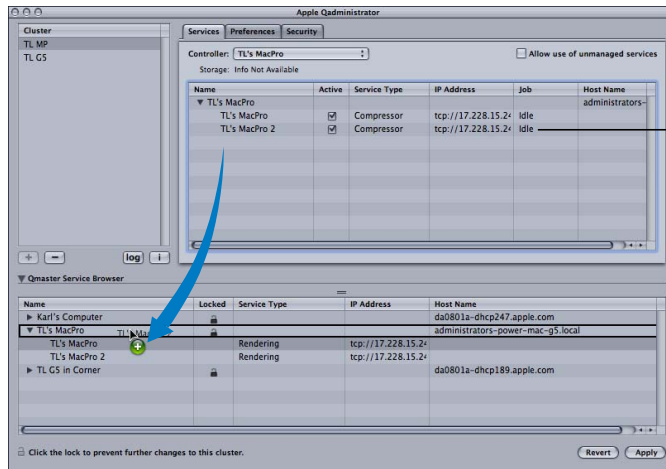 Apple Qadministrator
Cluster
TL MP
TL G5
Services Preferences Security
Controller: TL's MacPro
Allow use of unmanaged services
Storage: Info Not Available
Name Active Service Type IP Address Job Host Name
TL's MacPro administrators-
TL's MacPro Compressor tcp://17.228.15.24 Idle
TL's MacPro 2 Compressor tcp://17.228.15.24 Idle
+ − log i
Qmaster Service Browser
Name Locked Service Type IP Address Host Name
Karl's Computer da0801a-dhcp247.apple.com
TL's MacPro administrators-power-mac-g5.local
TL's MacPro Rendering tcp://17.228.15.24
TL's MacPro 2 Rendering tcp://17.228.15.24
TL G5 in Corner da0801a-dhcp189.apple.com
Click the lock to prevent further changes to this cluster.
Revert Apply